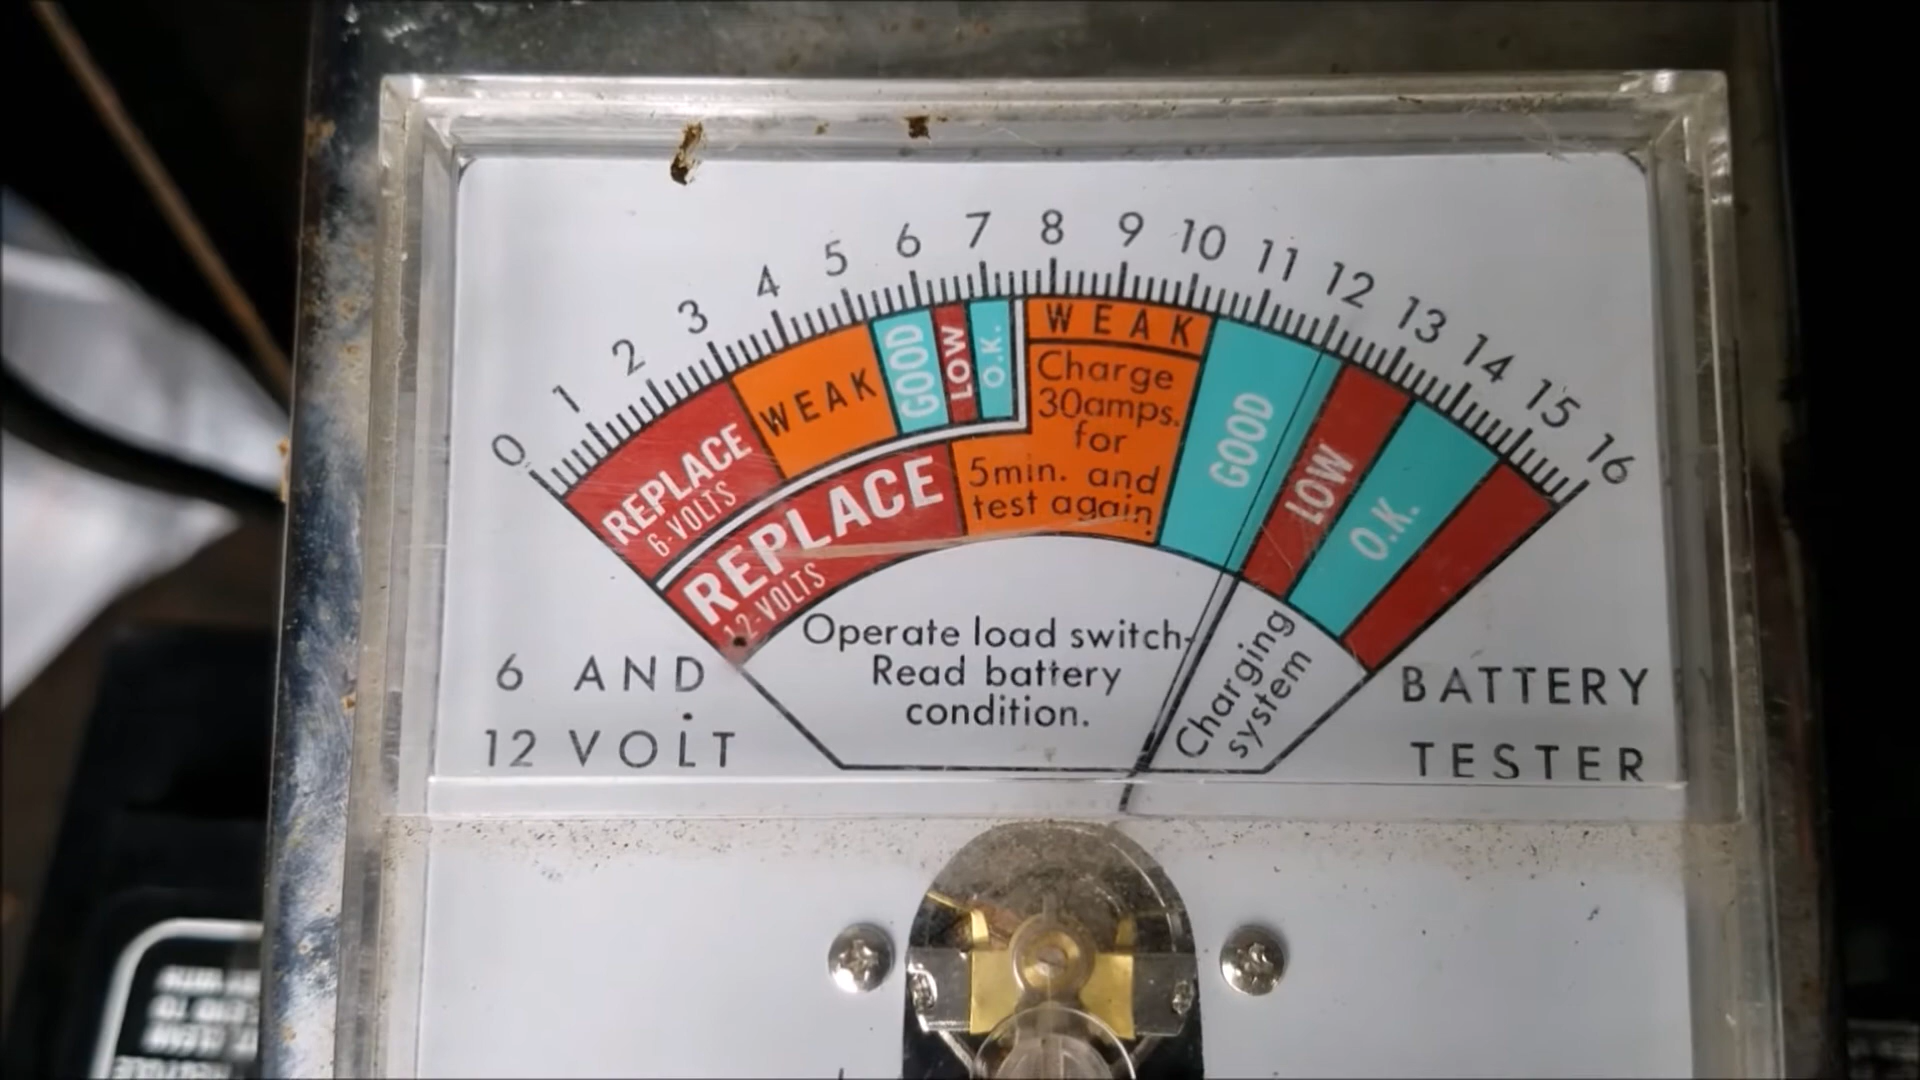 0 1 2 3 4 5 6 7 8 9 10 11 12 13 14 15 16
REPLACE
6-VOLTS
WEAK
GOOD
LOW
O.K.
REPLACE
12-VOLTS
WEAK
Charge
30amps.
for
5min. and
test again.
GOOD
LOW
O.K.
Operate load switch-
Read battery
condition.
Charging
system
6 AND
12 VOLT
BATTERY
TESTER